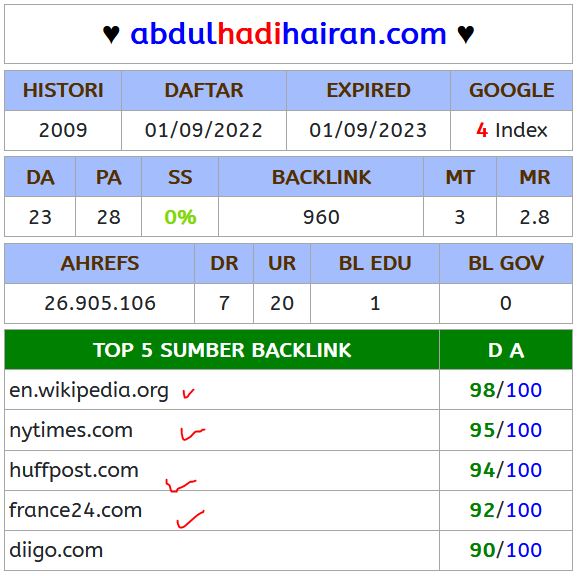 ♥ abdulhadihairan.com ♥
HISTORI DAFTAR EXPIRED GOOGLE
2009 01/09/2022 01/09/2023 4 Index
DA PA SS BACKLINK MT MR
23 28 0% 960 3 2.8
AHREFS DR UR BL EDU BL GOV
26.905.106 7 20 1 0
TOP 5 SUMBER BACKLINK D A
en.wikipedia.org 98/100
nytimes.com 95/100
huffpost.com 94/100
france24.com 92/100
diigo.com 90/100